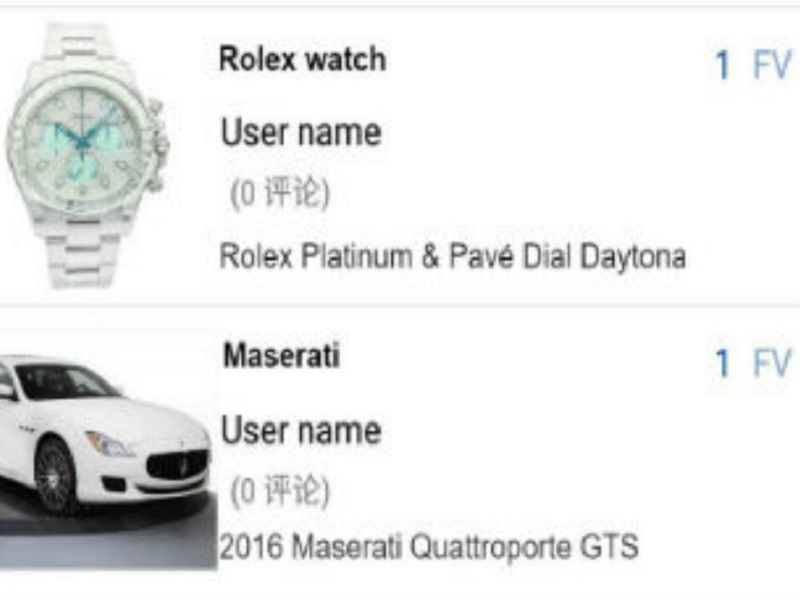 Rolex watch 1 FV
User name
(0 评论)
Rolex Platinum & Pavé Dial Daytona
Maserati 1 FV
User name
(0 评论)
2016 Maserati Quattroporte GTS